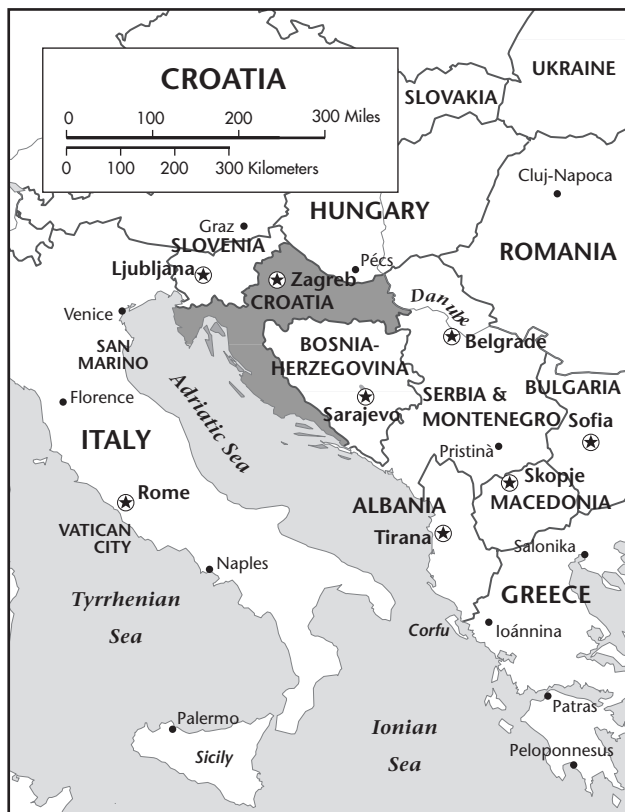 CROATIA
0 100 200 300 Miles
0 100 200 300 Kilometers
UKRAINE
SLOVAKIA
Cluj-Napoca
HUNGARY
Graz
SLOVENIA
ROMANIA
Pécs
Ljubljana
Zagreb
CROATIA
Danube
Venice
BOSNIA-
HERZEGOVINA
Belgrade
SAN
MARINO
Adriatic Sea
SERBIA &
MONTENEGRO
BULGARIA
Florence
Sarajevo
Sofia
ITALY
Pristinà
Skopje
MACEDONIA
Rome
ALBANIA
VATICAN
CITY
Tirana
Salonika
Naples
GREECE
Tyrrhenian
Sea
Corfu
Ioánnina
Patras
Palermo
Ionian
Sea
Sicily
Peloponnesus